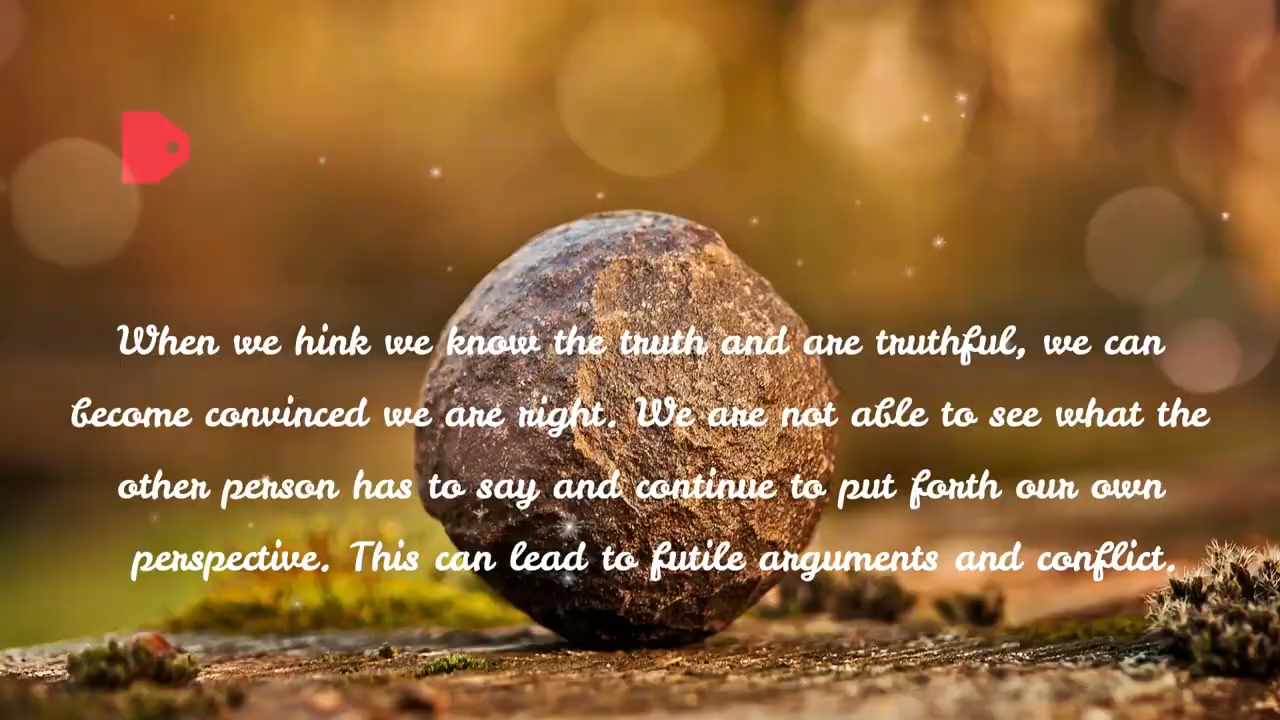 When we hink we know the truth and are truthful, we can
become convinced we are right. We are not able to see what the
other person has to say and continue to put forth our own
perspective. This can lead to futile arguments and conflict.